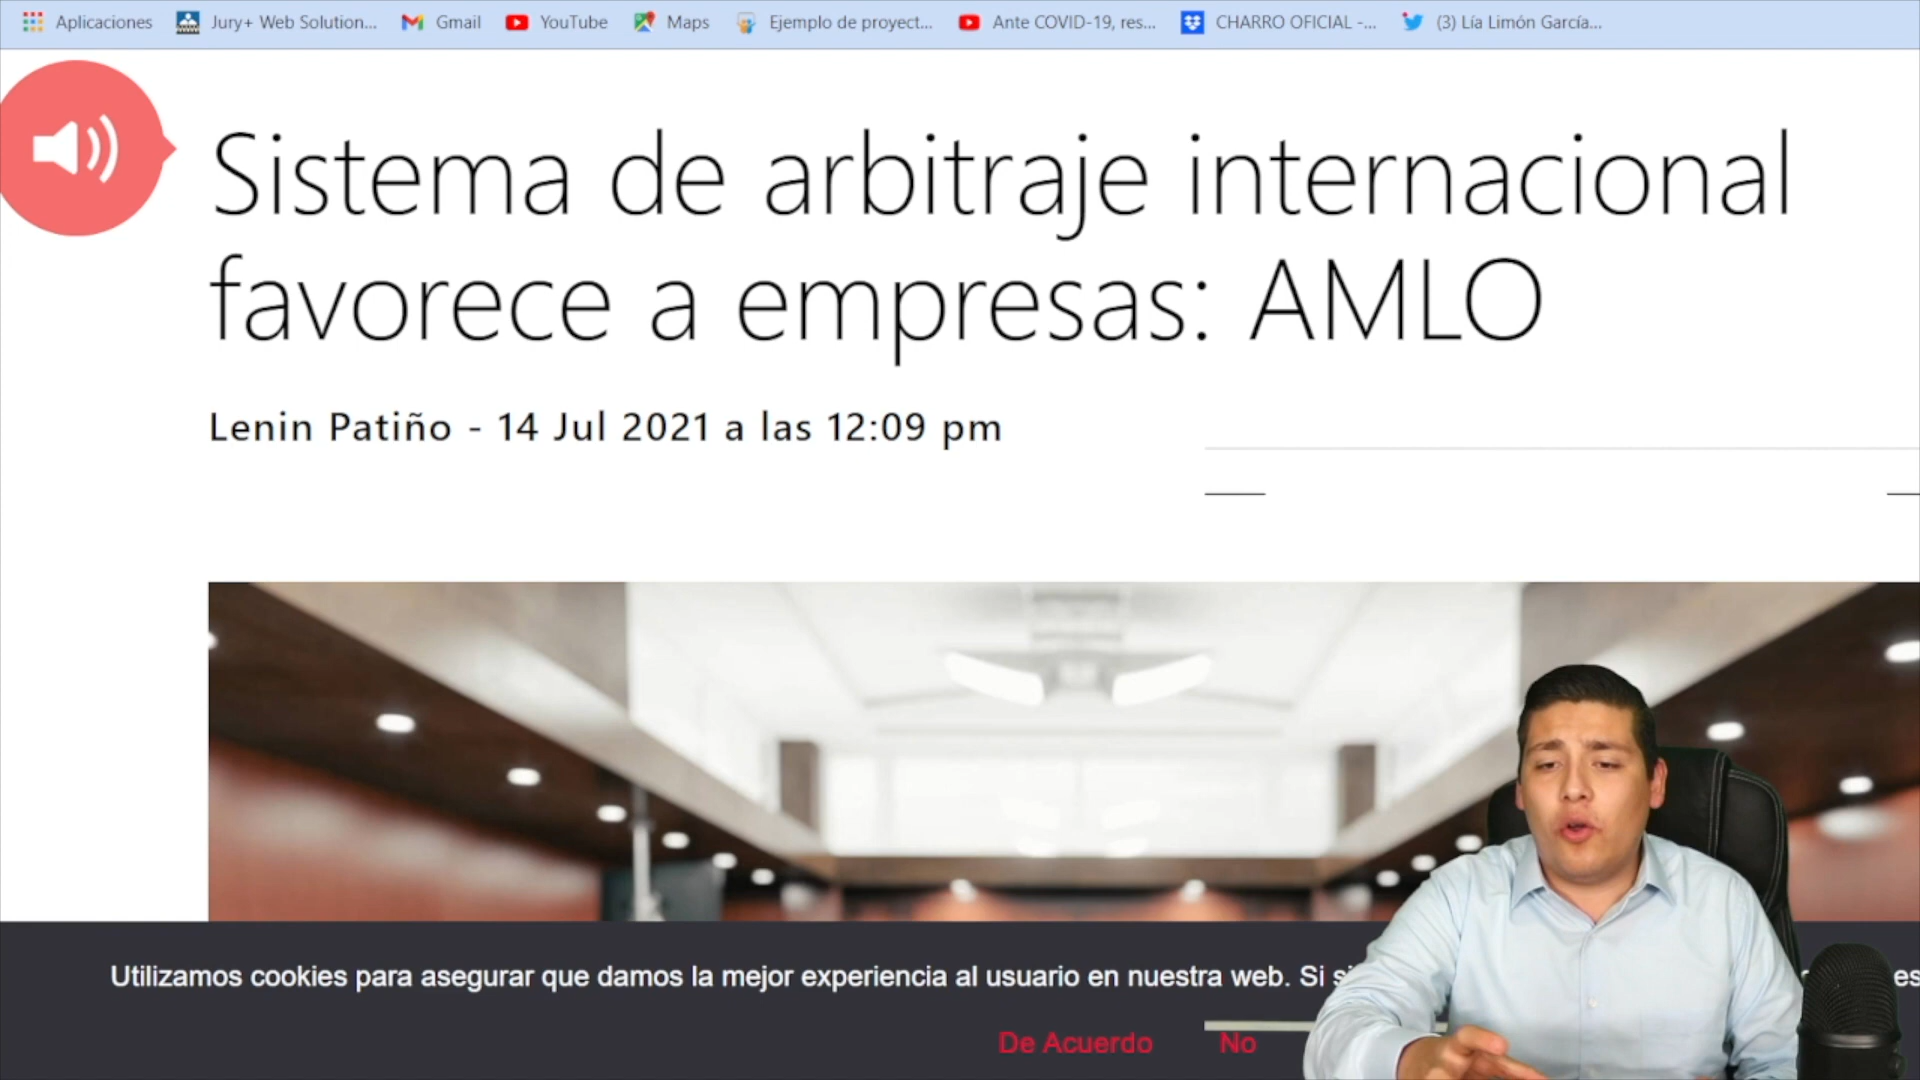 Aplicaciones Jury+ Web Solution... Gmail YouTube Maps Ejemplo de proyect... Ante COVID-19, res... CHARRO OFICIAL -... (3) Lía Limón García...
Sistema de arbitraje internacional
favorece a empresas: AMLO
Lenin Patiño - 14 Jul 2021 a las 12:09 pm
Utilizamos cookies para asegurar que damos la mejor experiencia al usuario en nuestra web. Si
De Acuerdo No